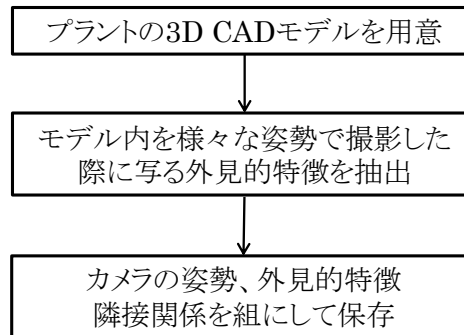 プラントの3D CADモデルを用意
モデル内を様々な姿勢で撮影した
際に写る外見的特徴を抽出
カメラの姿勢、外見的特徴
隣接関係を組にして保存